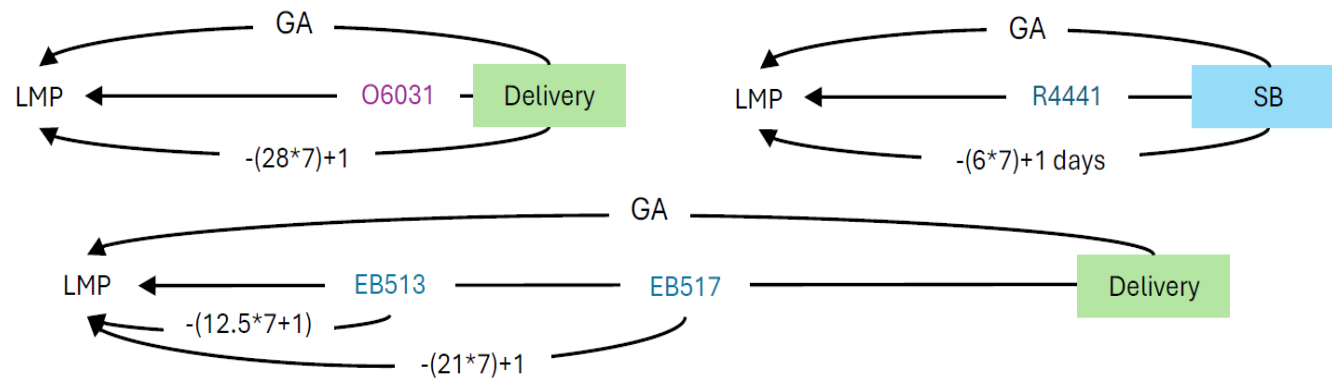 GA
LMP
O6031
Delivery
-(28*7)+1
GA
LMP
R4441
SB
-(6*7)+1 days
GA
LMP
EB513
EB517
Delivery
-(12.5*7+1)
-(21*7)+1